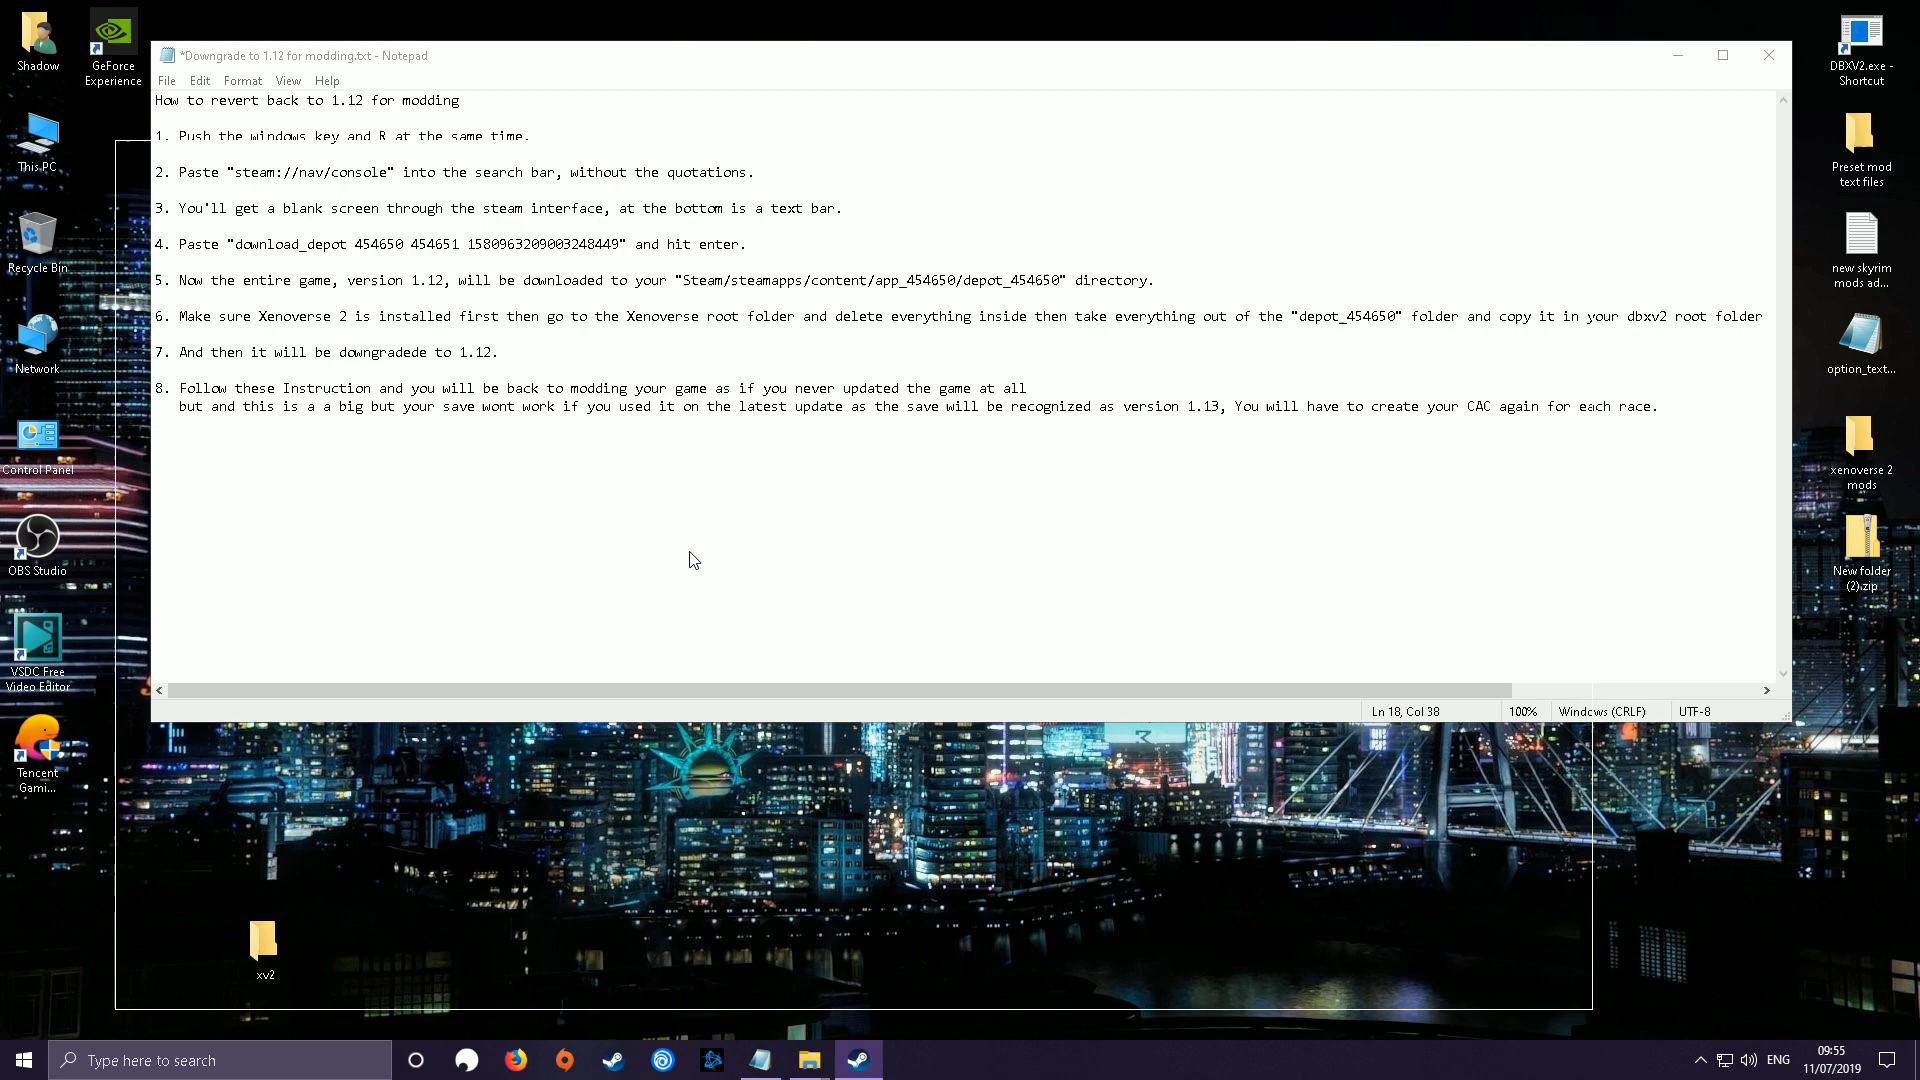 Shadow
GeForce
Experience
This PC
Recycle Bin
Network
Control Panel
OBS Studio
VSDC Free
Video Editor
Tencent
Gami...
*Downgrade to 1.12 for modding.txt - Notepad
File Edit Format View Help
How to revert back to 1.12 for modding
1. Push the windows key and R at the same time.
2. Paste "steam://nav/console" into the search bar, without the quotations.
3. You'll get a blank screen through the steam interface, at the bottom is a text bar.
4. Paste "download_depot 454650 454651 1580963209003248449" and hit enter.
5. Now the entire game, version 1.12, will be downloaded to your "Steam/steamapps/content/app_454650/depot_454650" directory.
6. Make sure Xenoverse 2 is installed first then go to the Xenoverse root folder and delete everything inside then take everything out of the "depot_454650" folder and copy it in your dbxv2 root folder
7. And then it will be downgradede to 1.12.
8. Follow these Instruction and you will be back to modding your game as if you never updated the game at all
but and this is a a big but your save wont work if you used it on the latest update as the save will be recognized as version 1.13, You will have to create your CAC again for each race.
Ln 18, Col 38 100% Windows (CRLF) UTF-8
DBXV2.exe -
Shortcut
Preset mod
text files
new skyrim
mods ad...
option_text...
xenoverse 2
mods
New folder
(2).zip
xv2
Type here to search
ENG
09:55
11/07/2019